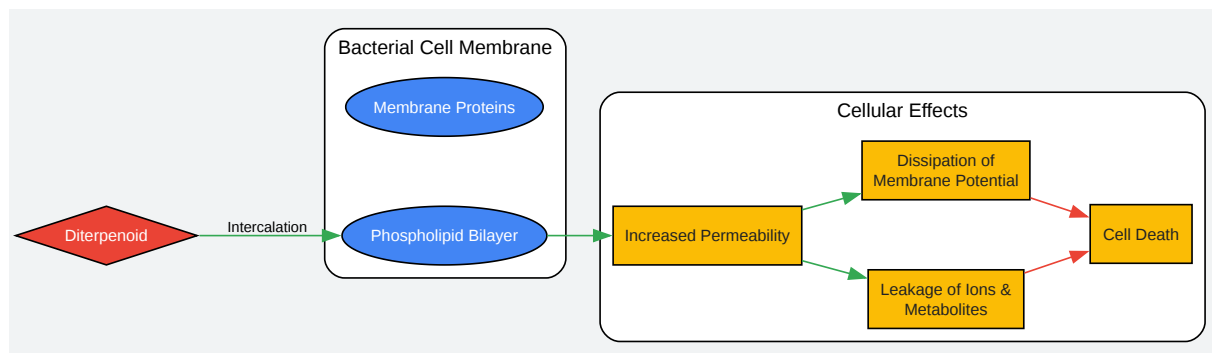 Bacterial Cell Membrane
Membrane Proteins
Diterpenoid
Intercalation
Phospholipid Bilayer
Cellular Effects
Increased Permeability
Dissipation of
Membrane Potential
Leakage of Ions &
Metabolites
Cell Death